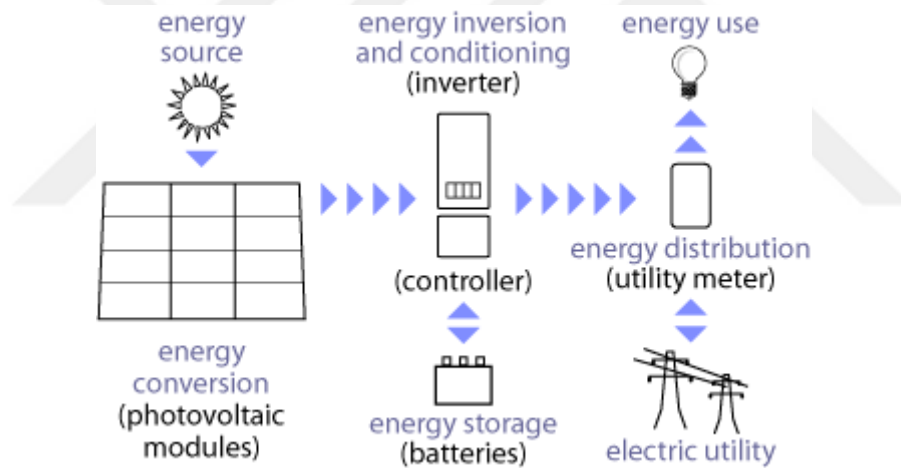 energy
source
energy inversion
and conditioning
(inverter)
energy use
(controller)
energy distribution
(utility meter)
energy
conversion
(photovoltaic
modules)
energy storage
(batteries)
electric utility